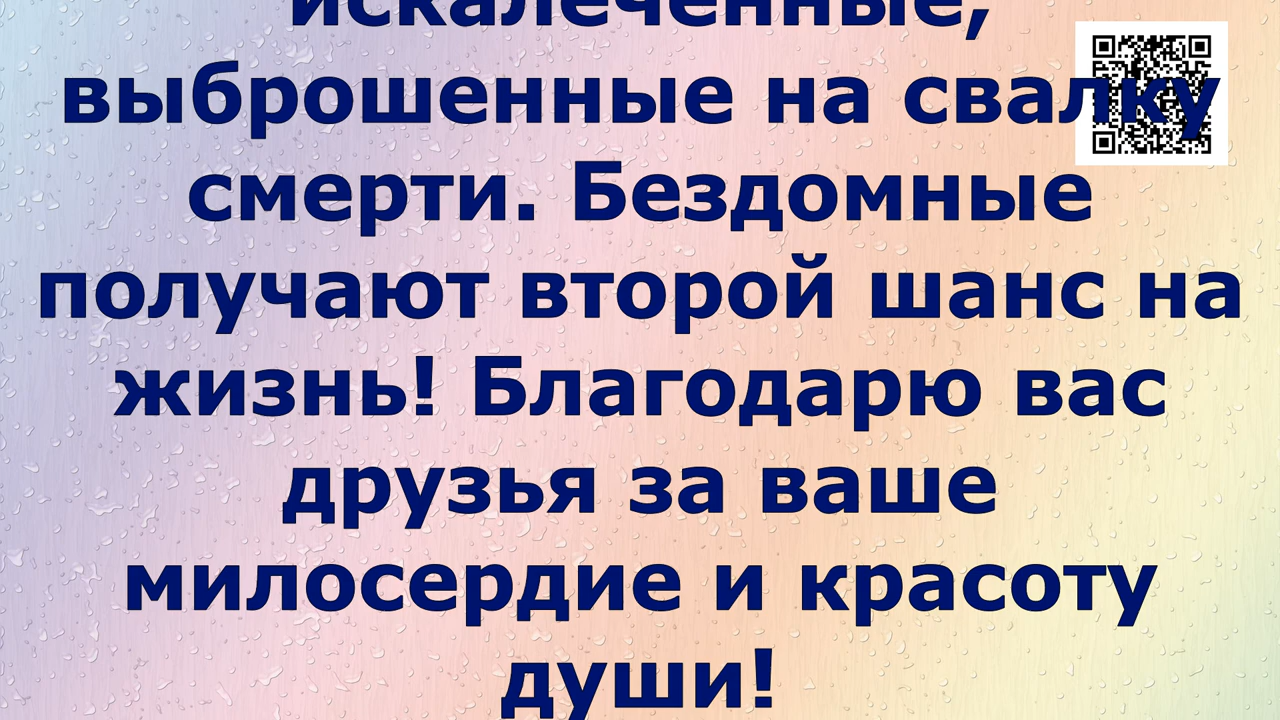 искалеченные,
выброшенные на свалку
смерти. Бездомные
получают второй шанс на
жизнь! Благодарю вас
друзья за ваше
милосердие и красоту
души!